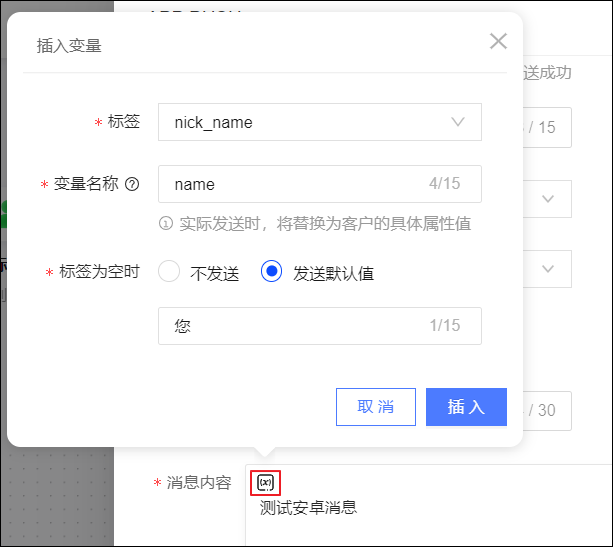 插入变量
送成功
* 标签
nick_name
/ 15
* 变量名称
name
4/15
实际发送时，将替换为客户的具体属性值
* 标签为空时
不发送
发送默认值
您
1/15
取 消
插 入
/ 30
* 消息内容
(x)
测试安卓消息